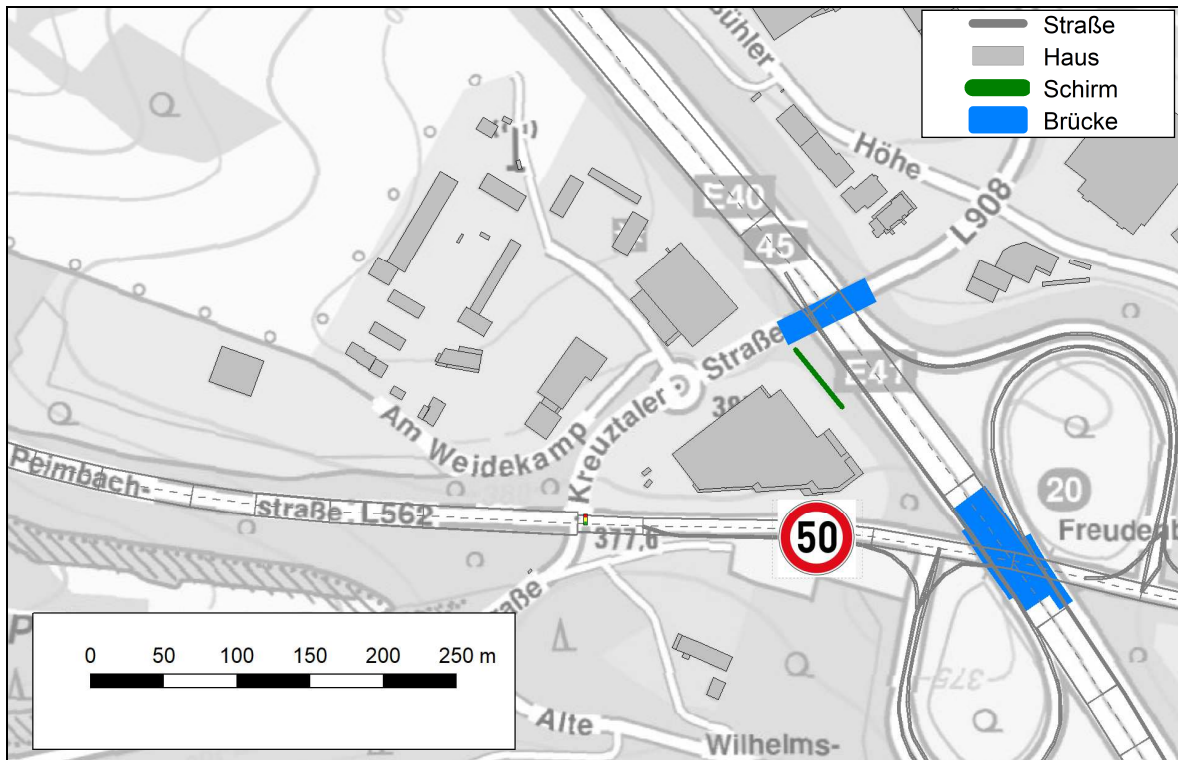 Straße
Haus
Schirm
Brücke
Bühler
Höhe
L908
E40
45
E41
Kreuztaler Straße
Am Weidekamp
Peimbach-
straße L562
377,6
50
20
Freudenb
375
0 50 100 150 200 250 m
Alte
Wilhelms-